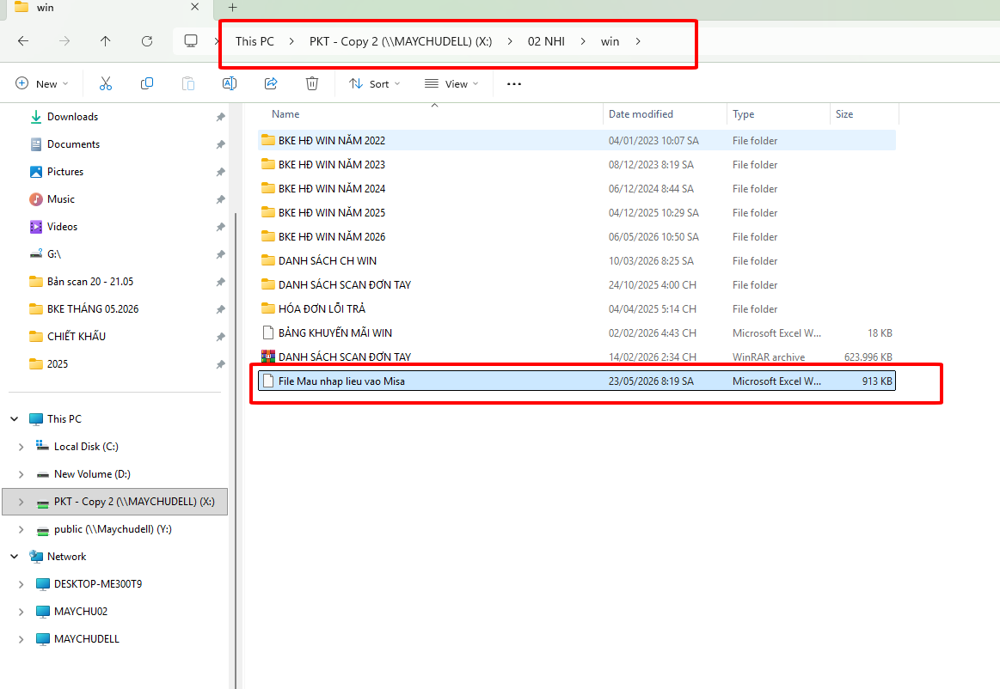 win
This PC > PKT - Copy 2 (\\MAYCHUDELL) (X:) > 02 NHI > win >
New Sort View
Name Date modified Type Size
Downloads
Documents
Pictures
Music
Videos
G:\
Bản scan 20 - 21.05
BKE THÁNG 05.2026
CHIẾT KHẤU
2025
This PC
Local Disk (C:)
New Volume (D:)
PKT - Copy 2 (\\MAYCHUDELL) (X:)
public (\\Maychudell) (Y:)
Network
DESKTOP-ME300T9
MAYCHU02
MAYCHUDELL
BKE HĐ WIN NĂM 2022 04/01/2023 10:07 SA File folder
BKE HĐ WIN NĂM 2023 08/12/2023 8:19 SA File folder
BKE HĐ WIN NĂM 2024 06/12/2024 8:44 SA File folder
BKE HĐ WIN NĂM 2025 04/12/2025 10:29 SA File folder
BKE HĐ WIN NĂM 2026 06/05/2026 10:50 SA File folder
DANH SÁCH CH WIN 10/03/2026 8:25 SA File folder
DANH SÁCH SCAN ĐƠN TAY 24/10/2025 4:00 CH File folder
HÓA ĐƠN LỖI TRẢ 04/04/2025 5:14 CH File folder
BẢNG KHUYẾN MÃI WIN 02/02/2026 4:43 CH Microsoft Excel W... 18 KB
DANH SÁCH SCAN ĐƠN TAY 14/02/2026 2:34 CH WinRAR archive 623.996 KB
File Mau nhap lieu vao Misa 23/05/2026 8:19 SA Microsoft Excel W... 913 KB